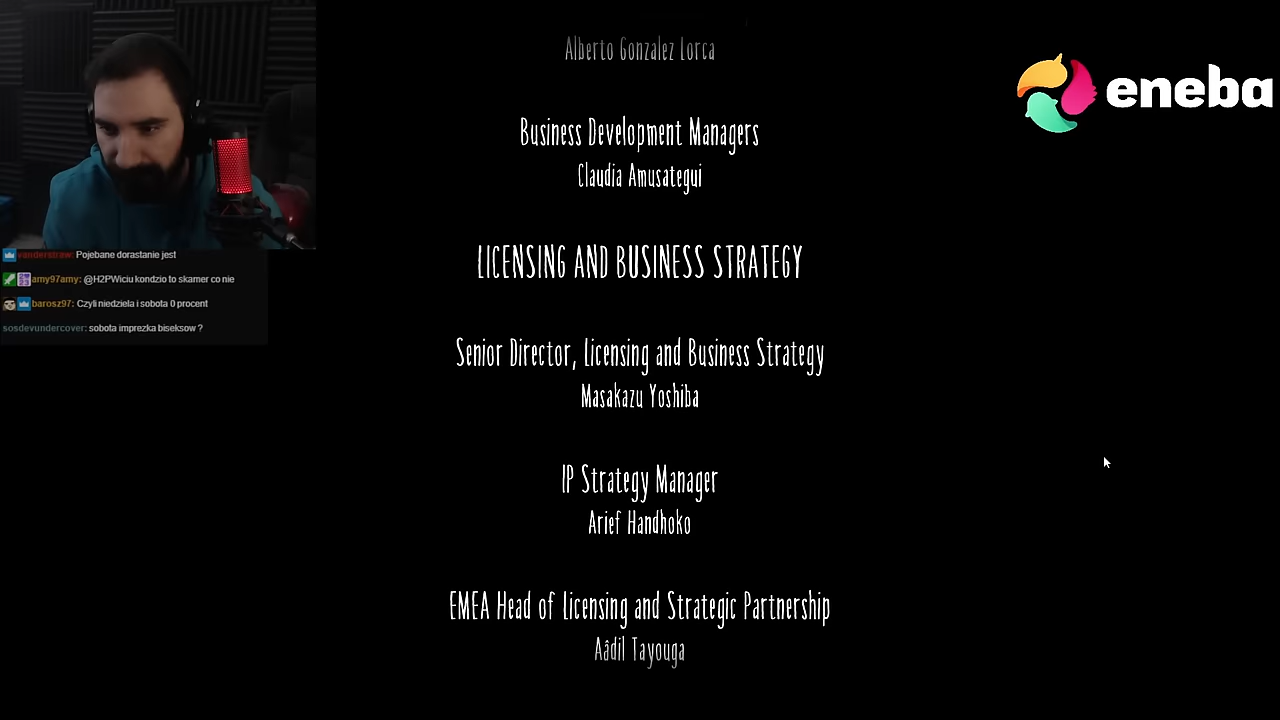 Alberto Gonzalez Lorca
Business Development Managers
Claudia Amusategui
LICENSING AND BUSINESS STRATEGY
Senior Director, Licensing and Business Strategy
Masakazu Yoshiba
IP Strategy Manager
Arief Handhoko
EMEA Head of Licensing and Strategic Partnership
Aâdil Tayouga
eneba
vanderstraw: Pojebane dorastanie jest
amy97amy: @H2PWiciu kondzio to skamer co nie
barosz97: Czyli niedziela i sobota 0 procent
sosdevundercover: sobota imprezka biseksow ?